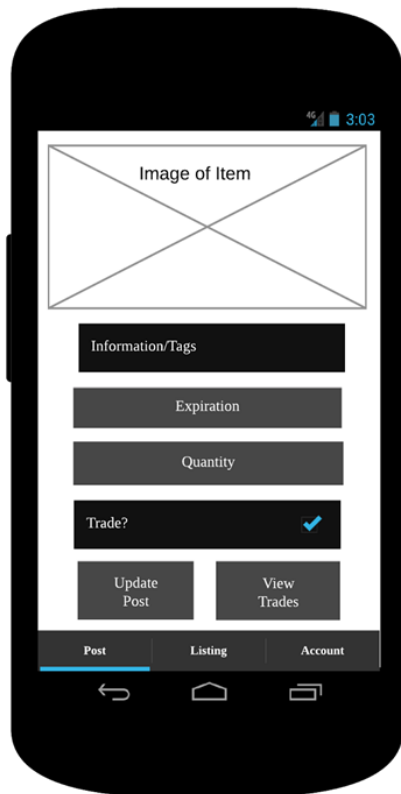 4G 3:03
Image of Item
Information/Tags
Expiration
Quantity
Trade?
Update
Post
View
Trades
Post Listing Account